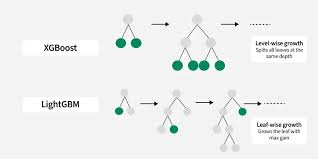 XGBoost
Level-wise growth
Splits all leaves at
the same depth
LightGBM
Leaf-wise growth
Grows the leaf with
max gain